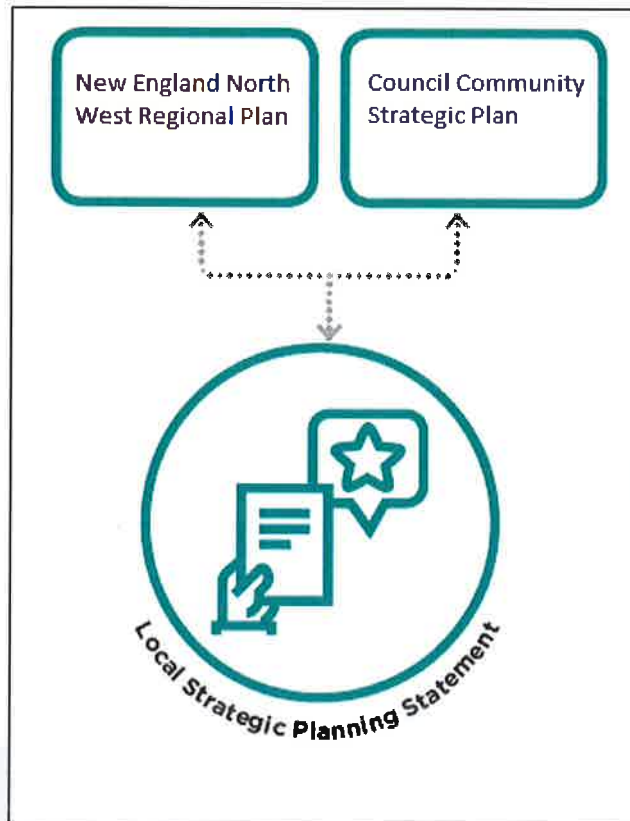 New England North
West Regional Plan
Council Community
Strategic Plan
Local Strategic Planning Statement